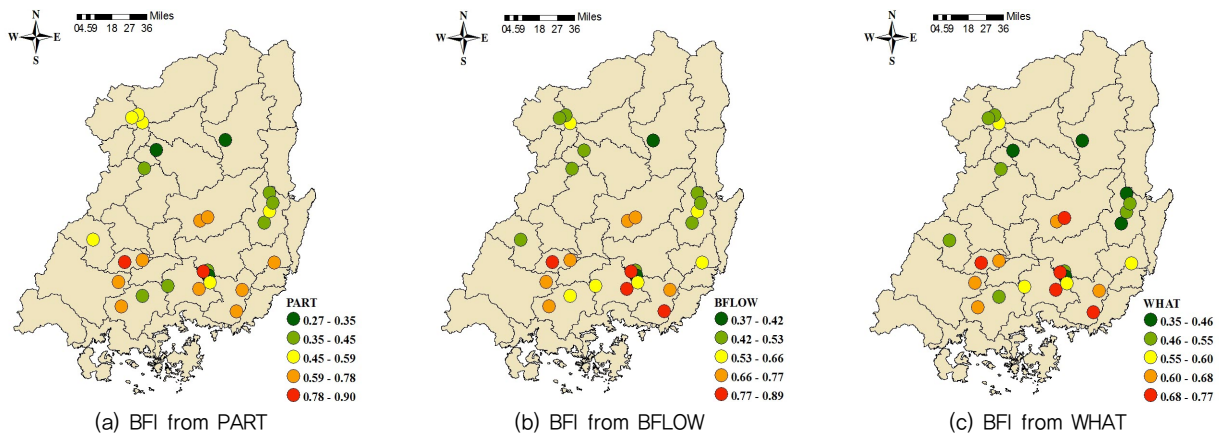 N
W E
S
Miles
04.59 18 27 36
PART
0.27 - 0.35
0.35 - 0.45
0.45 - 0.59
0.59 - 0.78
0.78 - 0.90
(a) BFI from PART
N
W E
S
Miles
04.59 18 27 36
BFLOW
0.37 - 0.42
0.42 - 0.53
0.53 - 0.66
0.66 - 0.77
0.77 - 0.89
(b) BFI from BFLOW
N
W E
S
Miles
04.59 18 27 36
WHAT
0.35 - 0.46
0.46 - 0.55
0.55 - 0.60
0.60 - 0.68
0.68 - 0.77
(c) BFI from WHAT